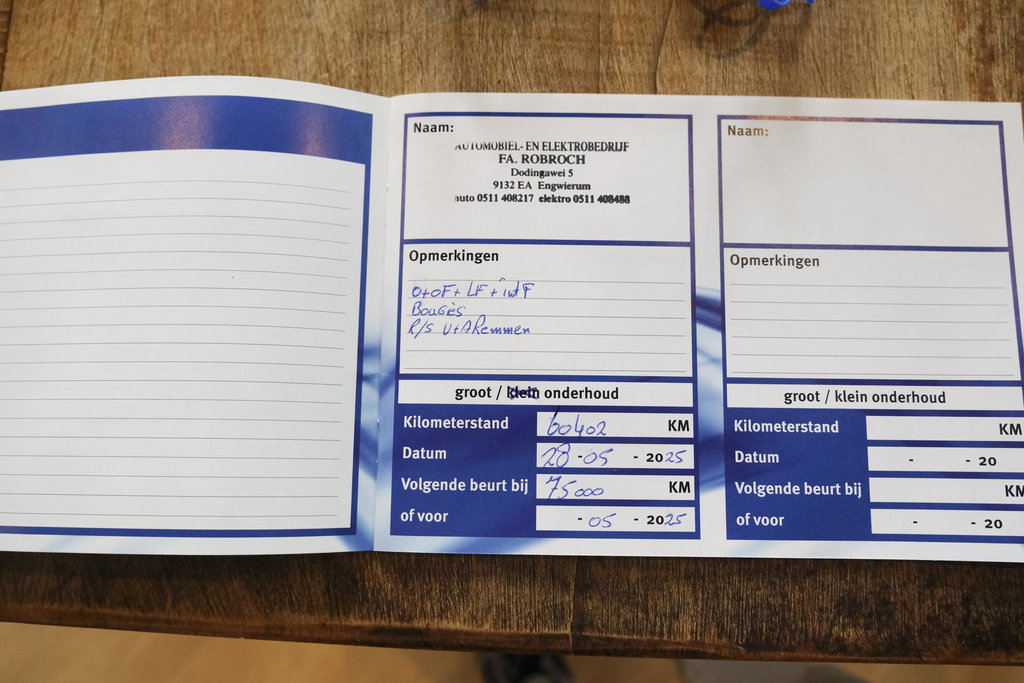 Naam:
AUTOMOBIEL- EN ELEKTROBEDRIJF
FA. ROBROCH
Dodingawei 5
9132 EA Engwierum
auto 0511 408217 elektro 0511 408488
Opmerkingen
O+OF+ LF + intF
Bougies
R/S V+A Remmen
groot / klein onderhoud
Kilometerstand 60402 KM
Datum 28 - 05 - 2025
Volgende beurt bij 75000 KM
of voor - 05 - 2025
Naam:
Opmerkingen
groot / klein onderhoud
Kilometerstand KM
Datum - - 20
Volgende beurt bij KM
of voor - - 20